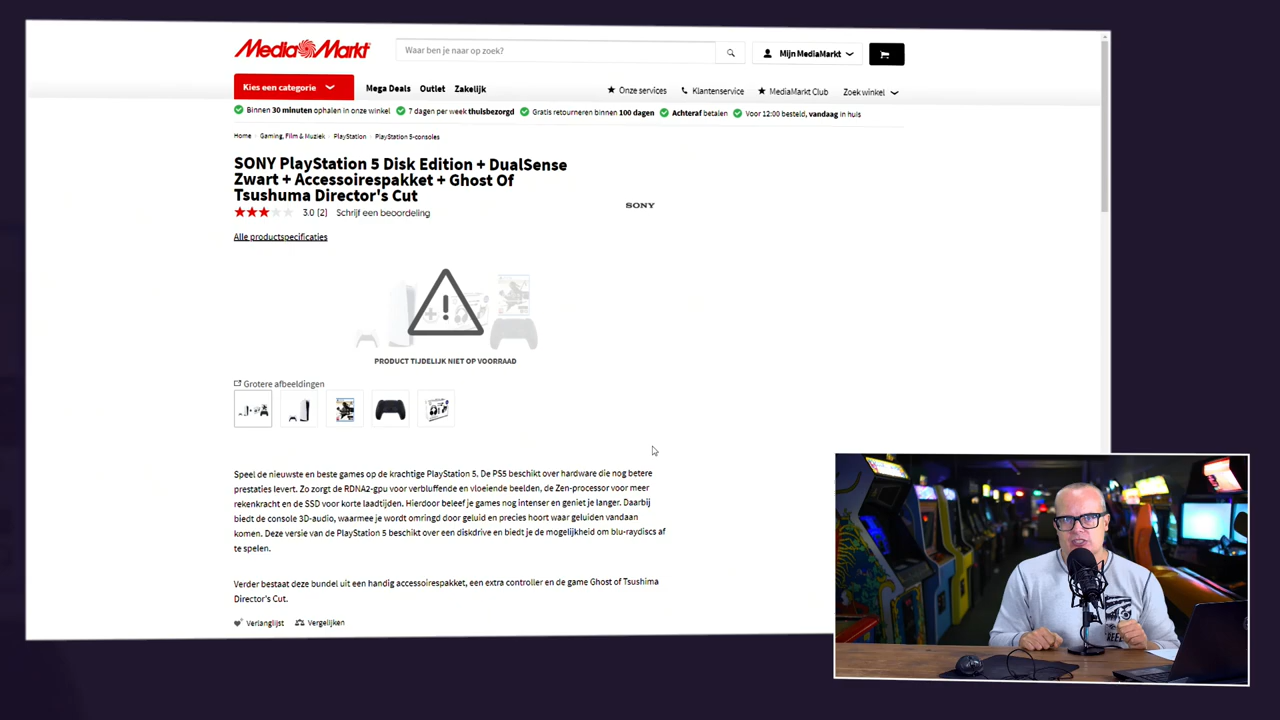 MediaMarkt
Waar ben je naar op zoek?
Mijn MediaMarkt
Kies een categorie
Mega Deals Outlet Zakelijk
Onze services Klantenservice MediaMarkt Club Zoek winkel
Binnen 30 minuten ophalen in onze winkel 7 dagen per week thuisbezorgd Gratis retourneren binnen 100 dagen Achteraf betalen Voor 12:00 besteld, vandaag in huis
Home Gaming, Film & Muziek PlayStation PlayStation 5-consoles
SONY PlayStation 5 Disk Edition + DualSense
Zwart + Accessoirespakket + Ghost Of
Tsushuma Director's Cut
SONY
3.0 (2) Schrijf een beoordeling
Alle productspecificaties
PRODUCT TIJDELIJK NIET OP VOORRAAD
Grotere afbeeldingen
Speel de nieuwste en beste games op de krachtige PlayStation 5. De PS5 beschikt over hardware die nog betere
prestaties levert. Zo zorgt de RDNA2-gpu voor verbluffende en vloeiende beelden, de Zen-processor voor meer
rekenkracht en de SSD voor korte laadtijden. Hierdoor beleef je games nog intenser en geniet je langer. Daarbij
biedt de console 3D-audio, waarmee je wordt omringd door geluid en precies hoort waar geluiden vandaan
komen. Deze versie van de PlayStation 5 beschikt over een diskdrive en biedt je de mogelijkheid om blu-raydiscs af
te spelen.
Verder bestaat deze bundel uit een handig accessoirespakket, een extra controller en de game Ghost of Tsushima
Director's Cut.
Verlanglijst Vergelijken